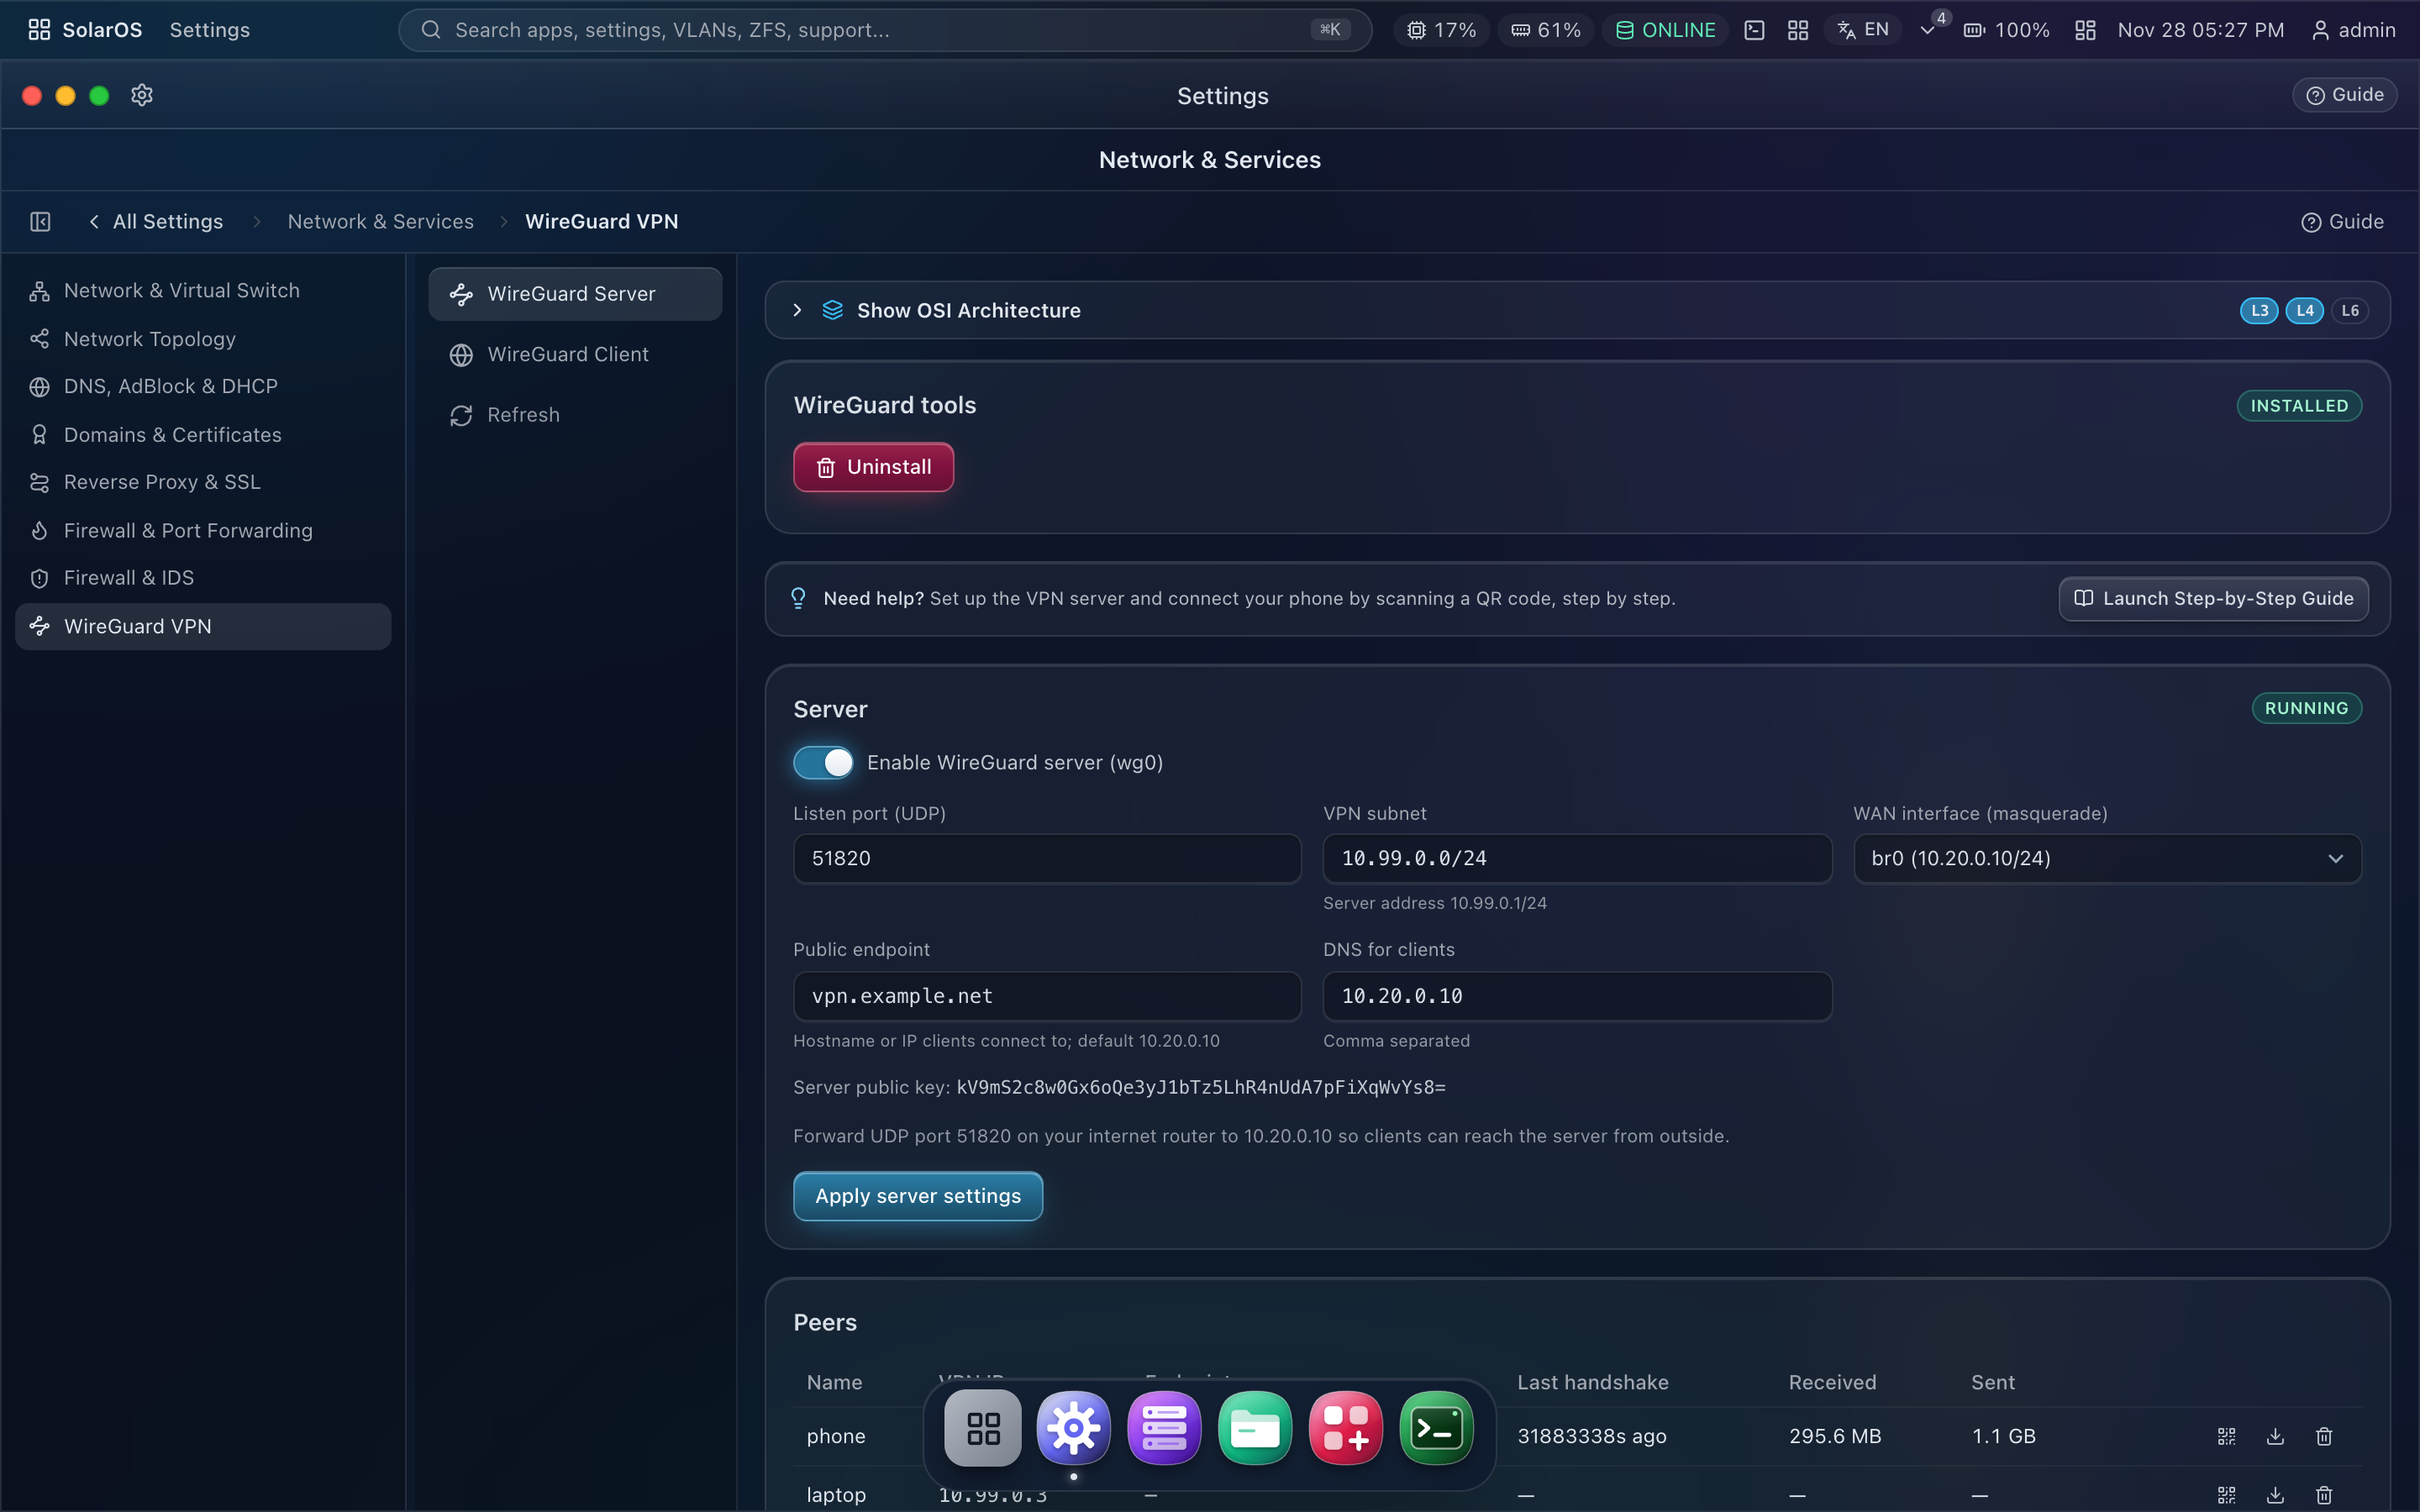 SolarOS Settings Search apps, settings, VLANs, ZFS, support... ⌘K 17% 61% ONLINE EN 4 100% Nov 28 05:27 PM admin
Settings Guide
Network & Services
All Settings Network & Services WireGuard VPN Guide
Network & Virtual Switch
Network Topology
DNS, AdBlock & DHCP
Domains & Certificates
Reverse Proxy & SSL
Firewall & Port Forwarding
Firewall & IDS
WireGuard VPN
WireGuard Server
WireGuard Client
Refresh
Show OSI Architecture L3 L4 L6
WireGuard tools INSTALLED
Uninstall
Need help? Set up the VPN server and connect your phone by scanning a QR code, step by step. Launch Step-by-Step Guide
Server RUNNING
Enable WireGuard server (wg0)
Listen port (UDP) VPN subnet WAN interface (masquerade)
51820 10.99.0.0/24 br0 (10.20.0.10/24)
Server address 10.99.0.1/24
Public endpoint DNS for clients
vpn.example.net 10.20.0.10
Hostname or IP clients connect to; default 10.20.0.10 Comma separated
Server public key: kV9mS2c8w0Gx6oQe3yJ1bTz5LhR4nUdA7pFiXqWvYs8=
Forward UDP port 51820 on your internet router to 10.20.0.10 so clients can reach the server from outside.
Apply server settings
Peers
Name Last handshake Received Sent
phone 31883338s ago 295.6 MB 1.1 GB
laptop 10.99.0.3 — — — —